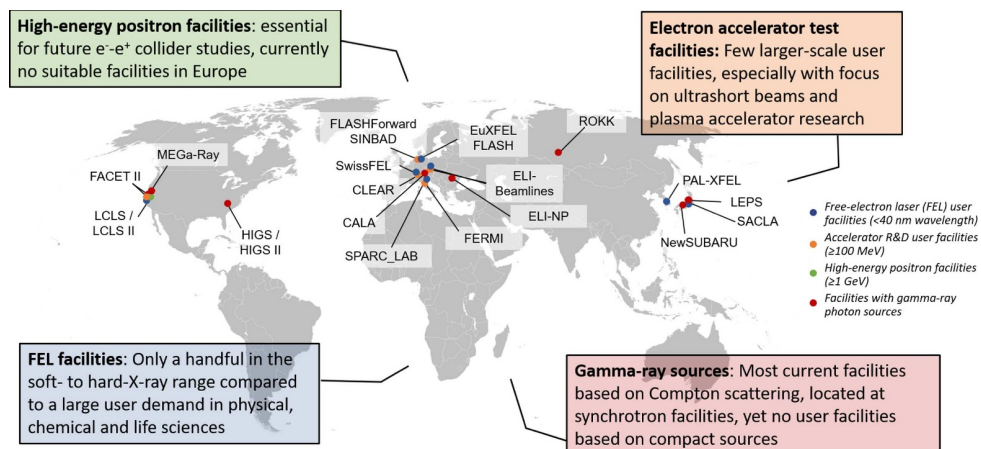 High-energy positron facilities: essential
for future e⁻-e⁺ collider studies, currently
no suitable facilities in Europe
Electron accelerator test
facilities: Few larger-scale user
facilities, especially with focus
on ultrashort beams and
plasma accelerator research
MEGa-Ray
FACET II
LCLS /
LCLS II
HIGS /
HIGS II
FLASHForward
SINBAD
EuXFEL
FLASH
SwissFEL
CLEAR
ELI-
Beamlines
CALA
ELI-NP
FERMI
SPARC_LAB
ROKK
PAL-XFEL
LEPS
SACLA
NewSUBARU
Free-electron laser (FEL) user
facilities (<40 nm wavelength)
Accelerator R&D user facilities
(≥100 MeV)
High-energy positron facilities
(≥1 GeV)
Facilities with gamma-ray
photon sources
FEL facilities: Only a handful in the
soft- to hard-X-ray range compared
to a large user demand in physical,
chemical and life sciences
Gamma-ray sources: Most current facilities
based on Compton scattering, located at
synchrotron facilities, yet no user facilities
based on compact sources